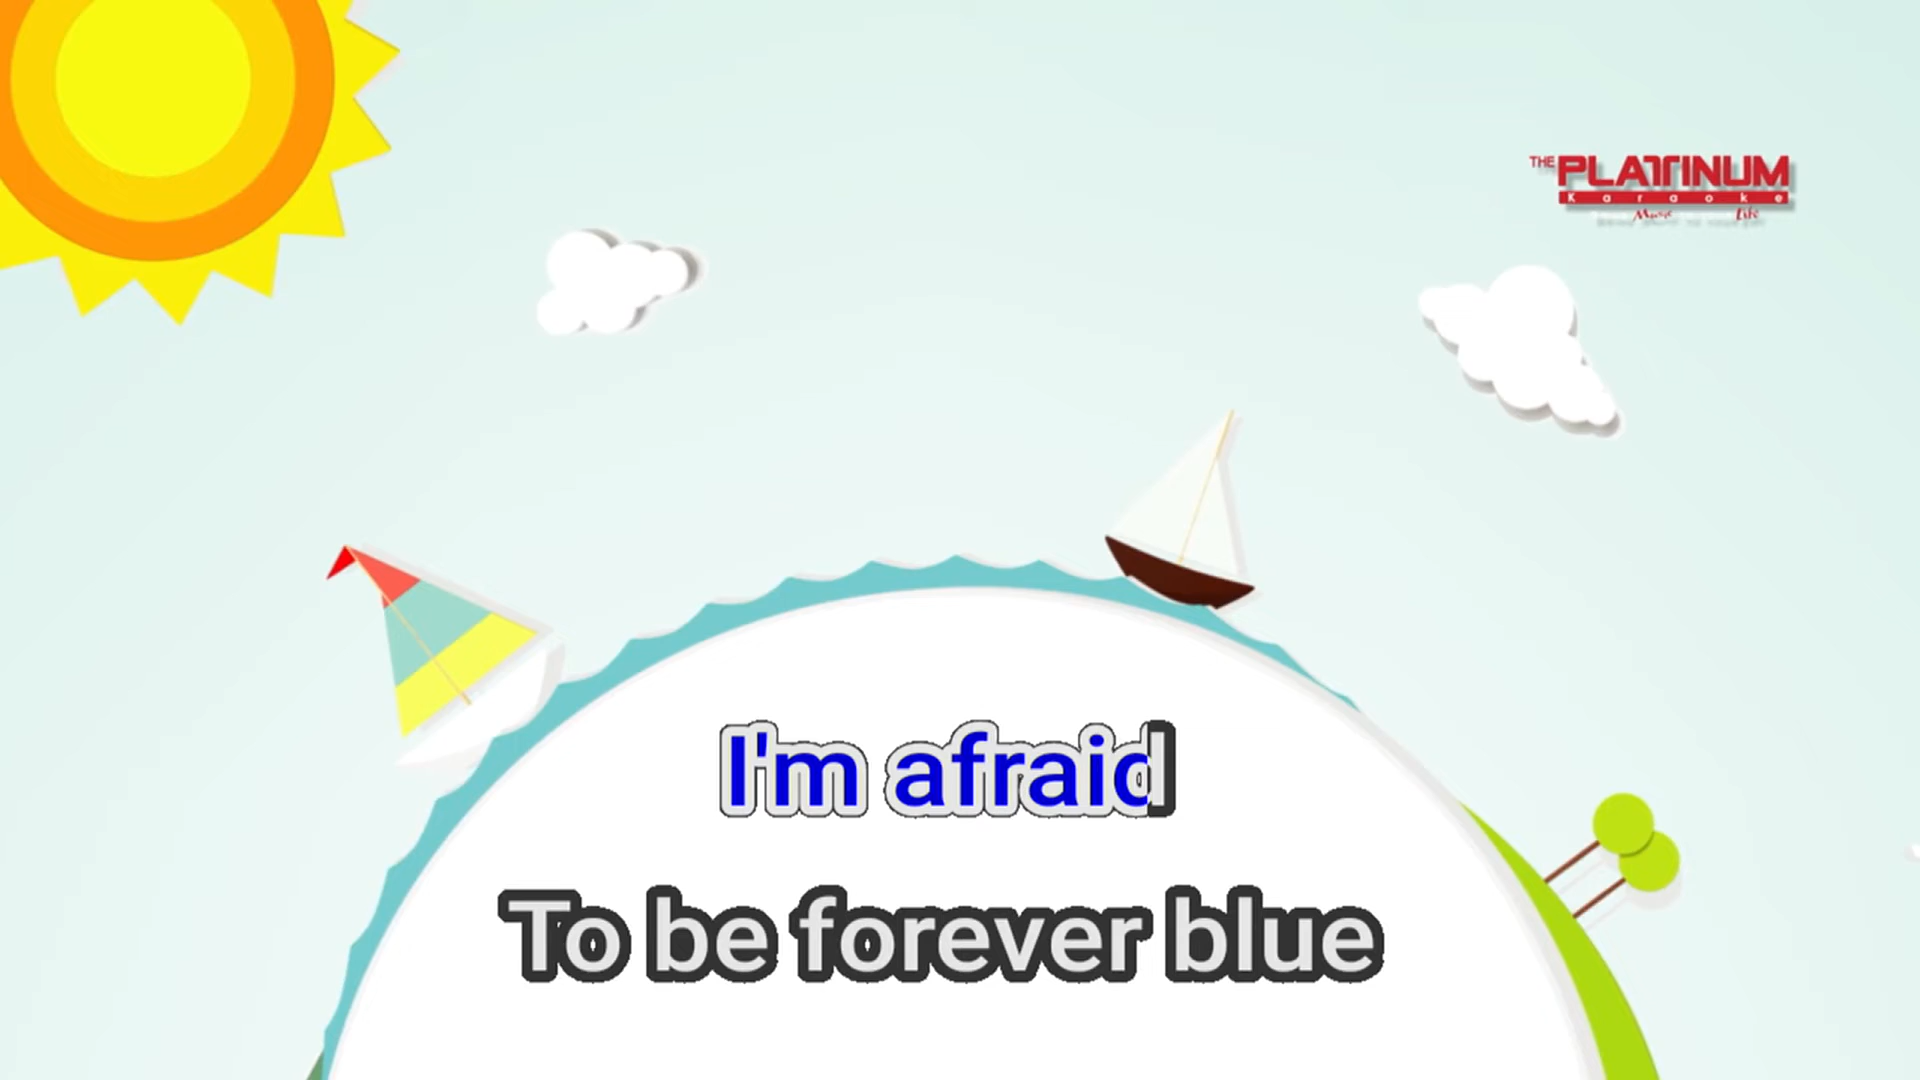 THE PLATINUM
Karaoke
Music Life
I'm afraid
To be forever blue